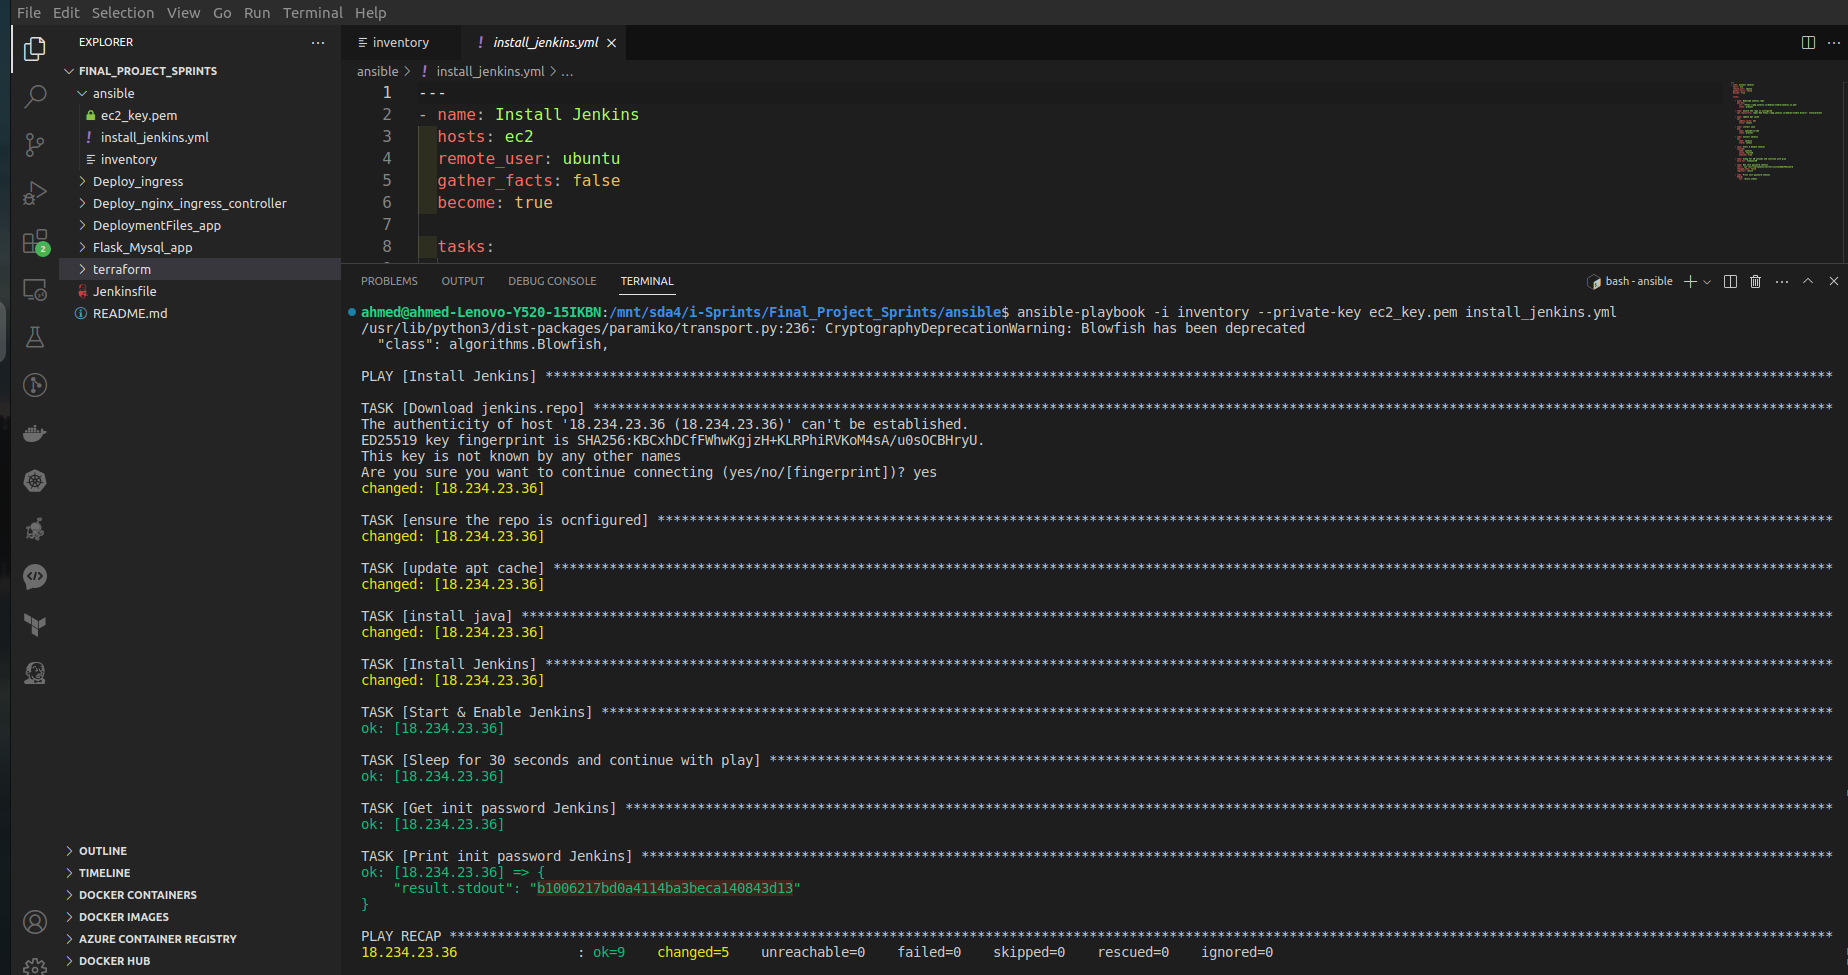 File Edit Selection View Go Run Terminal Help
EXPLORER
FINAL_PROJECT_SPRINTS
ansible
ec2_key.pem
! install_jenkins.yml
inventory
Deploy_ingress
Deploy_nginx_ingress_controller
DeploymentFiles_app
Flask_Mysql_app
terraform
Jenkinsfile
README.md
OUTLINE
TIMELINE
DOCKER CONTAINERS
DOCKER IMAGES
AZURE CONTAINER REGISTRY
DOCKER HUB
2
inventory ! install_jenkins.yml
ansible > ! install_jenkins.yml > ...
1 ---
2 - name: Install Jenkins
3 hosts: ec2
4 remote_user: ubuntu
5 gather_facts: false
6 become: true
7
8 tasks:
PROBLEMS OUTPUT DEBUG CONSOLE TERMINAL bash - ansible
ahmed@ahmed-Lenovo-Y520-15IKBN:/mnt/sda4/i-Sprints/Final_Project_Sprints/ansible$ ansible-playbook -i inventory --private-key ec2_key.pem install_jenkins.yml
/usr/lib/python3/dist-packages/paramiko/transport.py:236: CryptographyDeprecationWarning: Blowfish has been deprecated
"class": algorithms.Blowfish,
PLAY [Install Jenkins] ****
TASK [Download jenkins.repo] ****
The authenticity of host '18.234.23.36 (18.234.23.36)' can't be established.
ED25519 key fingerprint is SHA256:KBCxhDCfFWhwKgjzH+KLRPhiRVKoM4sA/u0sOCBHryU.
This key is not known by any other names
Are you sure you want to continue connecting (yes/no/[fingerprint])? yes
changed: [18.234.23.36]
TASK [ensure the repo is ocnfigured] ****
changed: [18.234.23.36]
TASK [update apt cache] ****
changed: [18.234.23.36]
TASK [install java] ****
changed: [18.234.23.36]
TASK [Install Jenkins] ****
changed: [18.234.23.36]
TASK [Start & Enable Jenkins] ****
ok: [18.234.23.36]
TASK [Sleep for 30 seconds and continue with play] ****
ok: [18.234.23.36]
TASK [Get init password Jenkins] ****
ok: [18.234.23.36]
TASK [Print init password Jenkins] ****
ok: [18.234.23.36] => {
"result.stdout": "b1006217bd0a4114ba3beca140843d13"
}
PLAY RECAP ****
18.234.23.36 : ok=9 changed=5 unreachable=0 failed=0 skipped=0 rescued=0 ignored=0